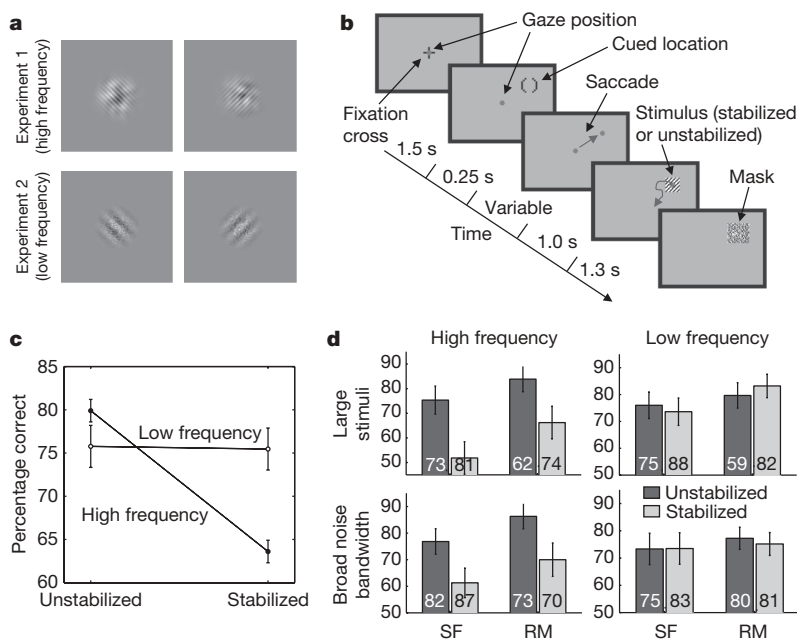 a
Experiment 1
(high frequency)
Experiment 2
(low frequency)
b
Gaze position
Cued location
Saccade
Stimulus (stabilized
or unstabilized)
Mask
Fixation
cross
1.5 s
0.25 s
Variable
Time
1.0 s
1.3 s
c
Percentage correct
85
80
75
70
65
60
Low frequency
High frequency
Unstabilized
Stabilized
d
High frequency
Low frequency
Large
stimuli
90
80
70
60
50
73
81
62
74
90
80
70
60
50
75
88
59
82
Broad noise
bandwidth
90
80
70
60
50
82
87
73
70
SF
RM
Unstabilized
Stabilized
90
80
70
60
50
75
83
80
81
SF
RM